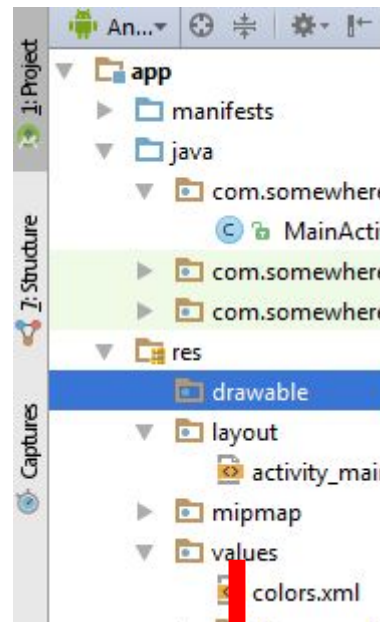 An...
1: Project
app
manifests
java
com.somewhere
C MainActi
com.somewhere
com.somewhere
7: Structure
res
drawable
Captures
layout
activity_main
mipmap
values
colors.xml